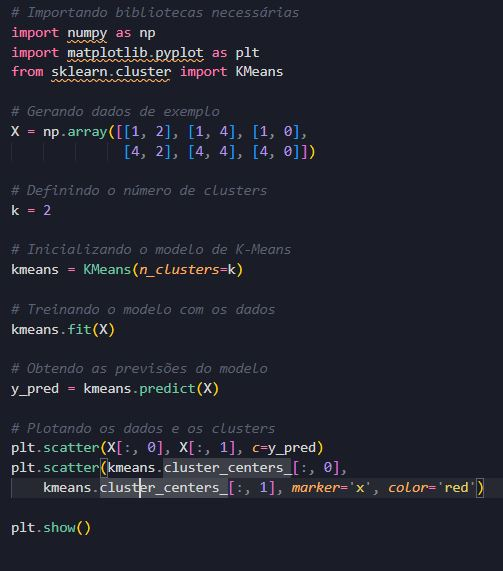 # Importando bibliotecas necessárias
import numpy as np
import matplotlib.pyplot as plt
from sklearn.cluster import KMeans
# Gerando dados de exemplo
X = np.array([[1, 2], [1, 4], [1, 0],
[4, 2], [4, 4], [4, 0]])
# Definindo o número de clusters
k = 2
# Inicializando o modelo de K-Means
kmeans = KMeans(n_clusters=k)
# Treinando o modelo com os dados
kmeans.fit(X)
# Obtendo as previsões do modelo
y_pred = kmeans.predict(X)
# Plotando os dados e os clusters
plt.scatter(X[:, 0], X[:, 1], c=y_pred)
plt.scatter(kmeans.cluster_centers_[:, 0],
kmeans.cluster_centers_[:, 1], marker='x', color='red')
plt.show()